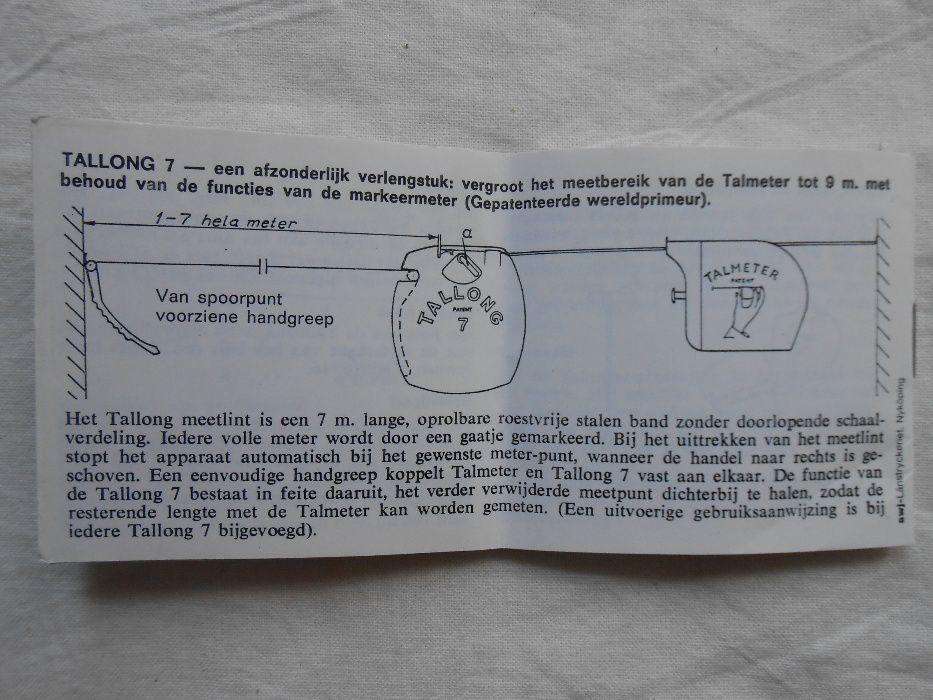 TALLONG 7 — een afzonderlijk verlengstuk: vergroot het meetbereik van de Talmeter tot 9 m. met
behoud van de functies van de markeermeter (Gepatenteerde wereldprimeur).
1-7 hela meter
a
TALLONG
PATENT
7
TALMETER
PATENT
Van spoorpunt
voorziene handgreep
Het Tallong meetlint is een 7 m. lange, oprolbare roestvrije stalen band zonder doorlopende schaal-
verdeling. Iedere volle meter wordt door een gaatje gemarkeerd. Bij het uittrekken van het meetlint
stopt het apparaat automatisch bij het gewenste meter-punt, wanneer de handel naar rechts is ge-
schoven. Een eenvoudige handgreep koppelt Talmeter en Tallong 7 vast aan elkaar. De functie van
de Tallong 7 bestaat in feite daaruit, het verder verwijderde meetpunt dichterbij te halen, zodat de
resterende lengte met de Talmeter kan worden gemeten. (Een uitvoerige gebruiksaanwijzing is bij
iedere Tallong 7 bijgevoegd).
-Länstryckeriet, Nyköping